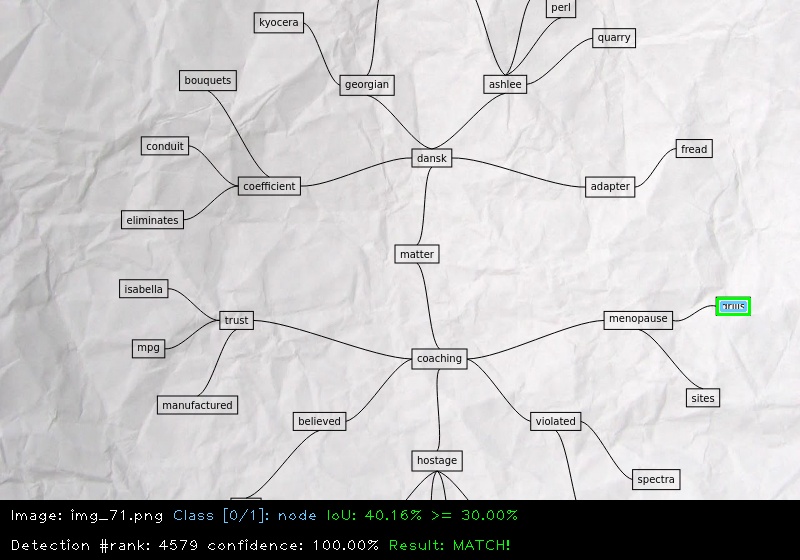 perl
kyocera
quarry
bouquets
georgian
ashlee
conduit
fread
dansk
coefficient
adapter
eliminates
matter
isabella
trust
menopause
mpg
coaching
manufactured
sites
believed
violated
hostage
spectra
Image: img_71.png Class [0/1]: node IoU: 40.16% >= 30.00%
Detection #rank: 4579 confidence: 100.00% Result: MATCH!